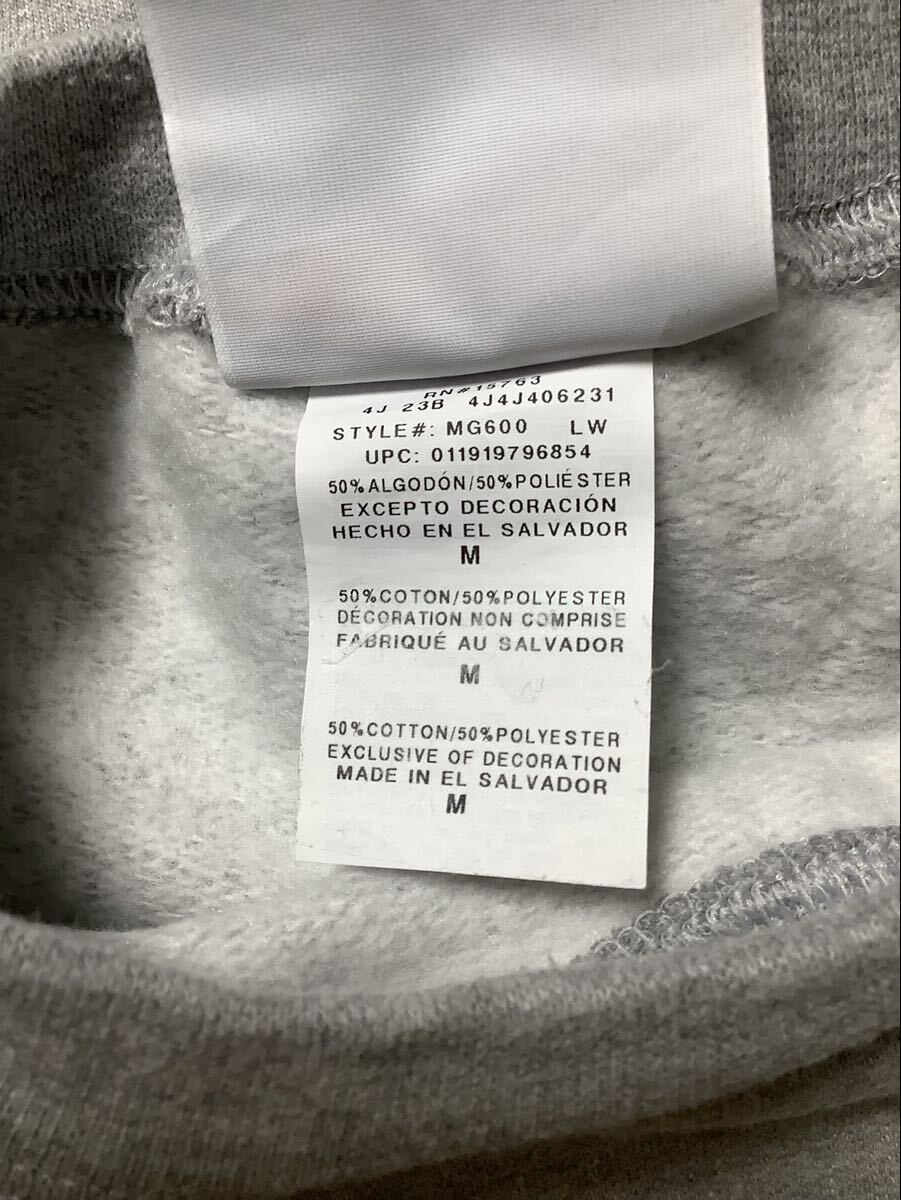 RN#15763
4J 23B 4J4J406231
STYLE#: MG600 LW
UPC: 011919796854
50%ALGODÓN/50%POLIÉSTER
EXCEPTO DECORACIÓN
HECHO EN EL SALVADOR
M
50%COTON/50%POLYESTER
DÉCORATION NON COMPRISE
FABRIQUÉ AU SALVADOR
M
50%COTTON/50%POLYESTER
EXCLUSIVE OF DECORATION
MADE IN EL SALVADOR
M